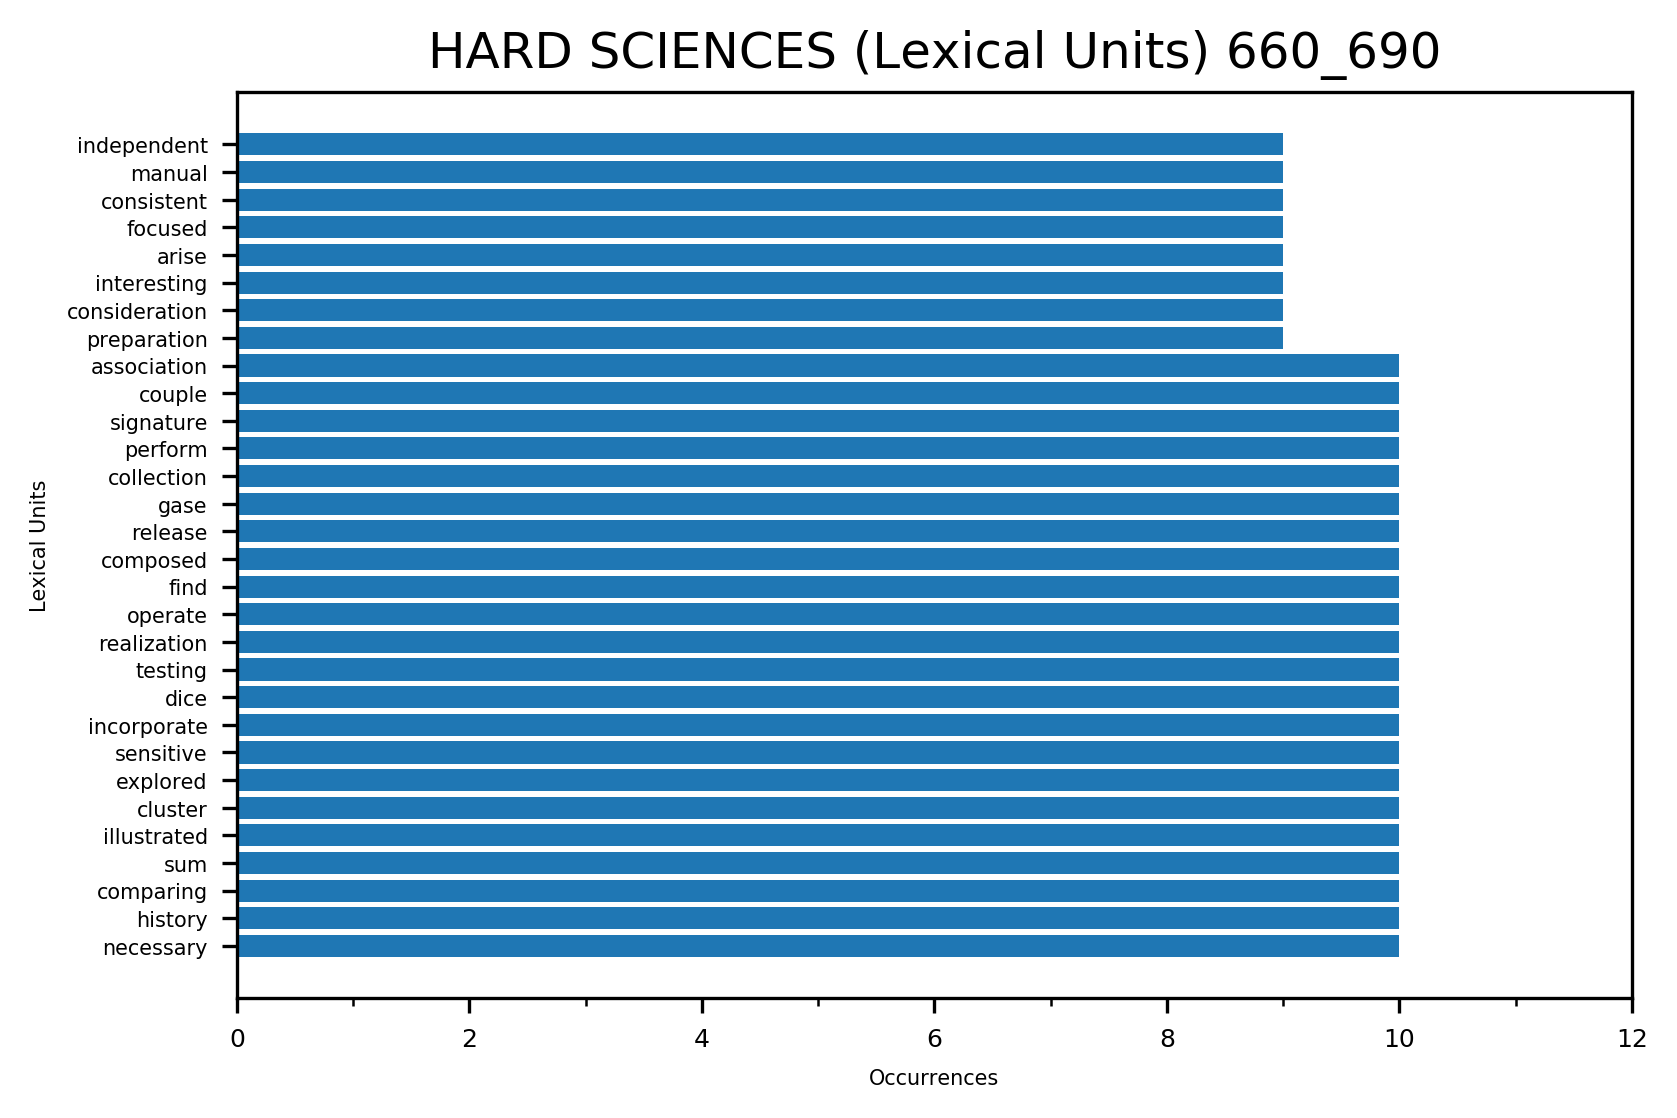 HARD SCIENCES (Lexical Units) 660_690
independent
manual
consistent
focused
arise
interesting
consideration
preparation
association
couple
signature
perform
collection
gase
release
composed
find
operate
realization
testing
dice
incorporate
sensitive
explored
cluster
illustrated
sum
comparing
history
necessary
Lexical Units
0 2 4 6 8 10 12
Occurrences